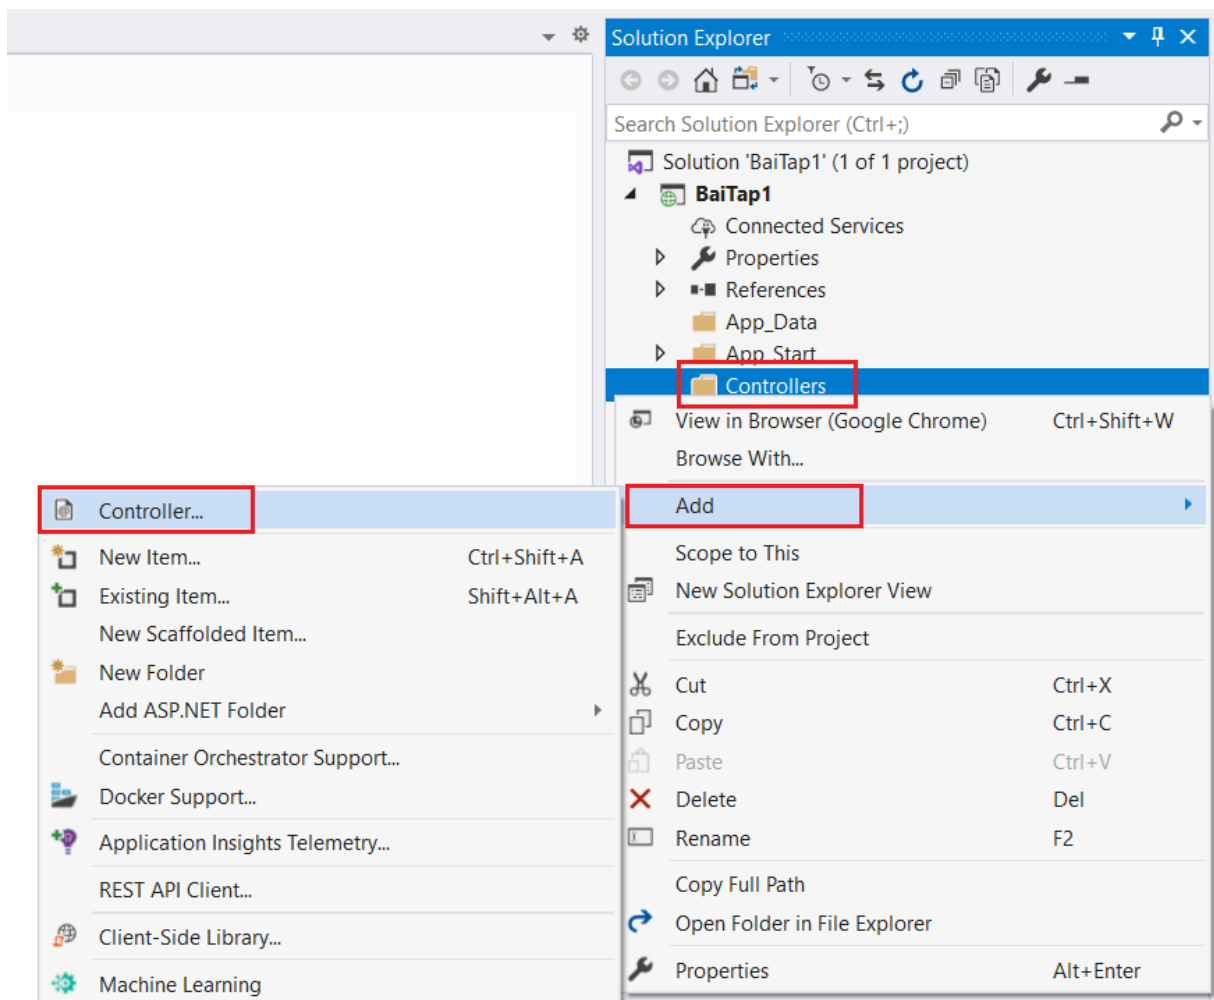 Solution Explorer
Search Solution Explorer (Ctrl+;)
Solution 'BaiTap1' (1 of 1 project)
BaiTap1
Connected Services
Properties
References
App_Data
App_Start
Controllers
View in Browser (Google Chrome) Ctrl+Shift+W
Browse With...
Add
Scope to This
New Solution Explorer View
Exclude From Project
Cut Ctrl+X
Copy Ctrl+C
Paste Ctrl+V
Delete Del
Rename F2
Copy Full Path
Open Folder in File Explorer
Properties Alt+Enter
Controller...
New Item... Ctrl+Shift+A
Existing Item... Shift+Alt+A
New Scaffolded Item...
New Folder
Add ASP.NET Folder
Container Orchestrator Support...
Docker Support...
Application Insights Telemetry...
REST API Client...
Client-Side Library...
Machine Learning